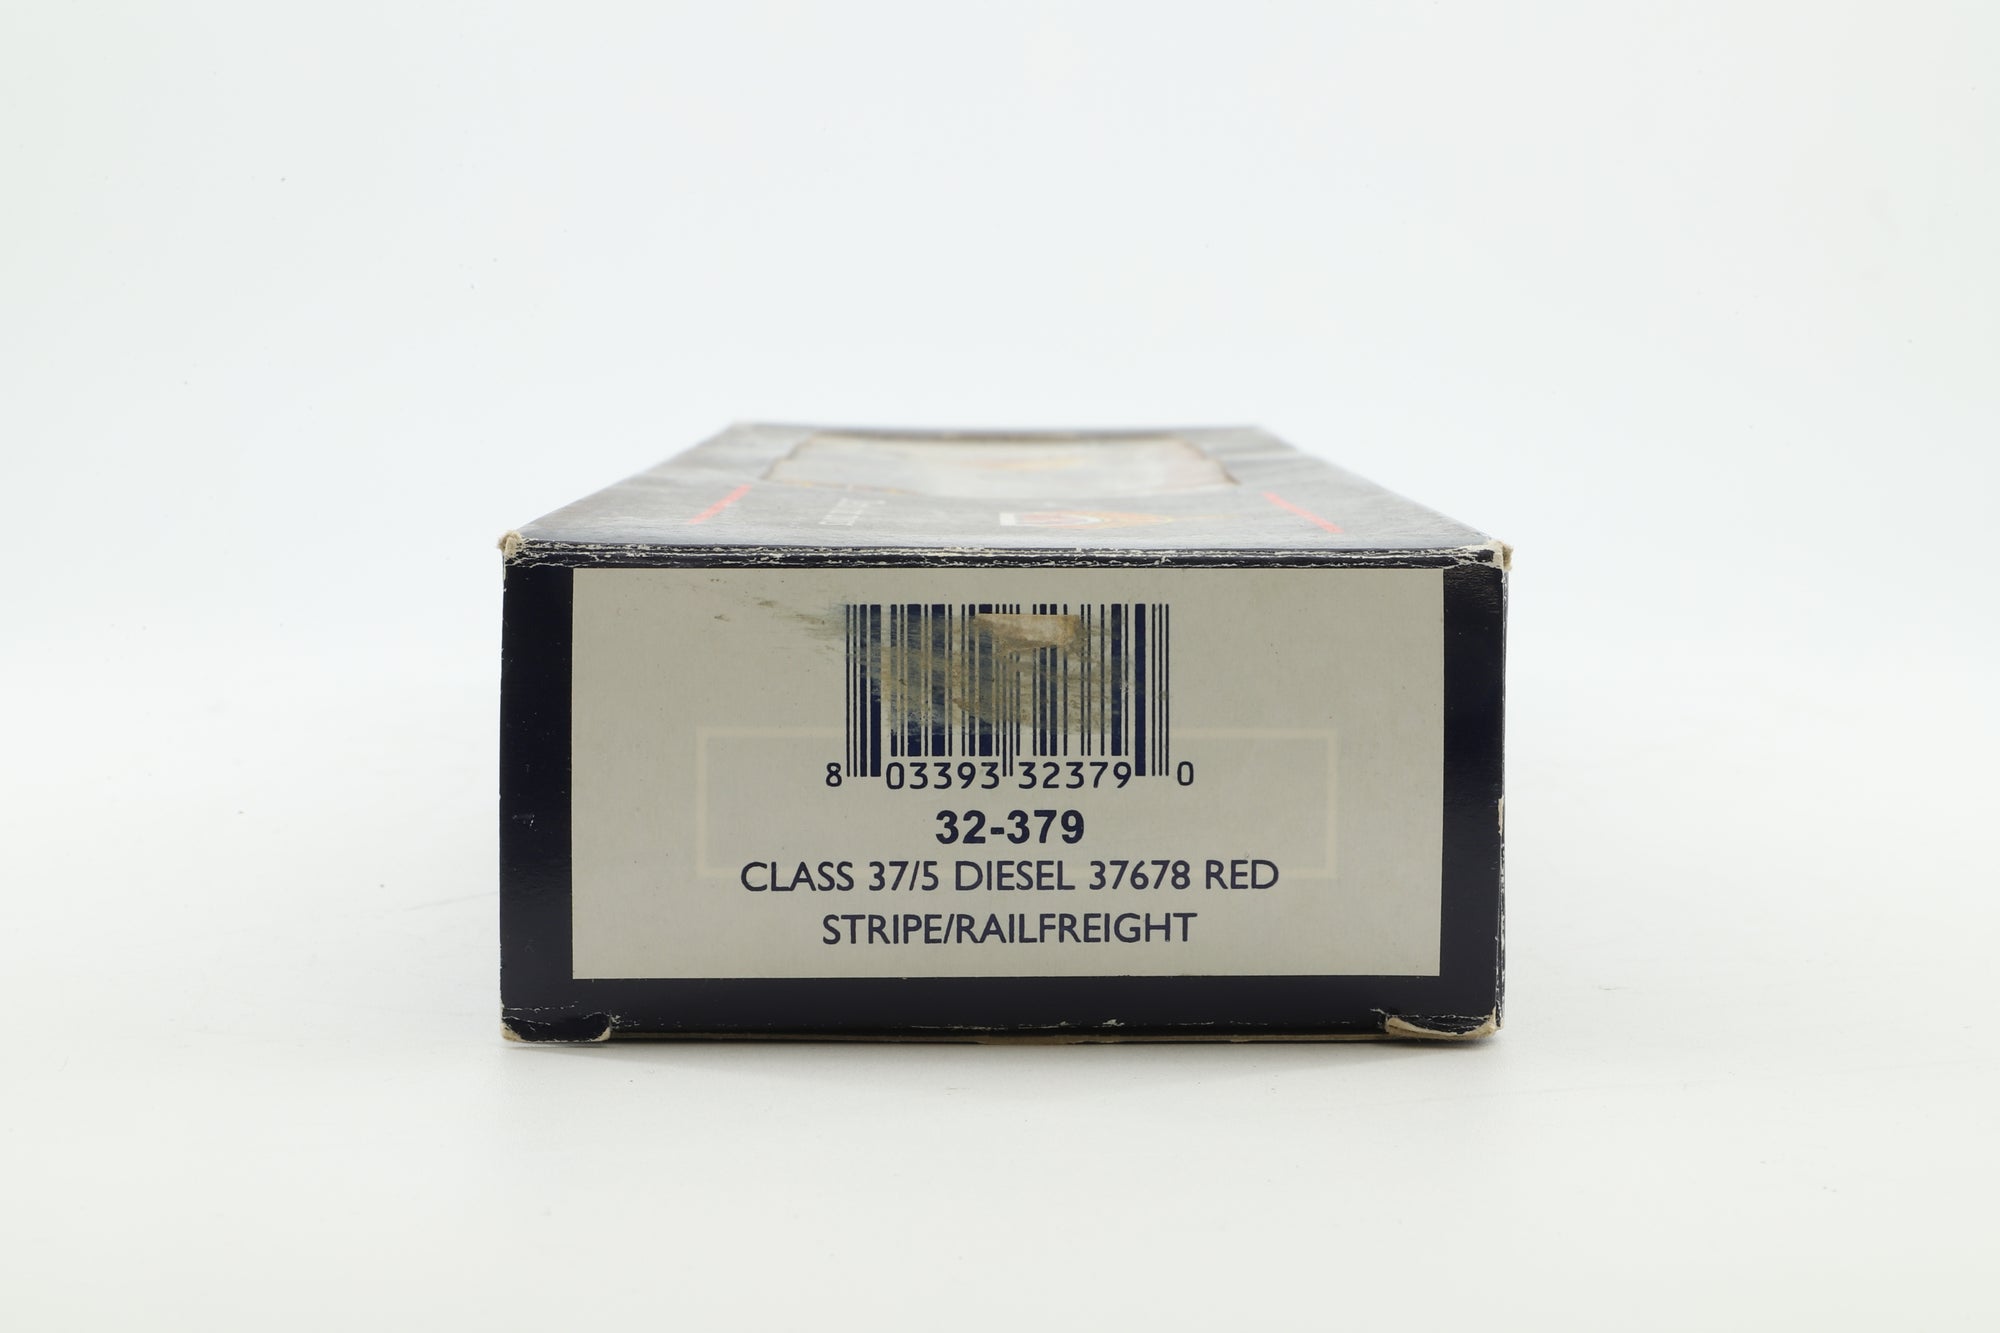 8 03393 32379 0
32-379
CLASS 37/5 DIESEL 37678 RED
STRIPE/RAILFREIGHT